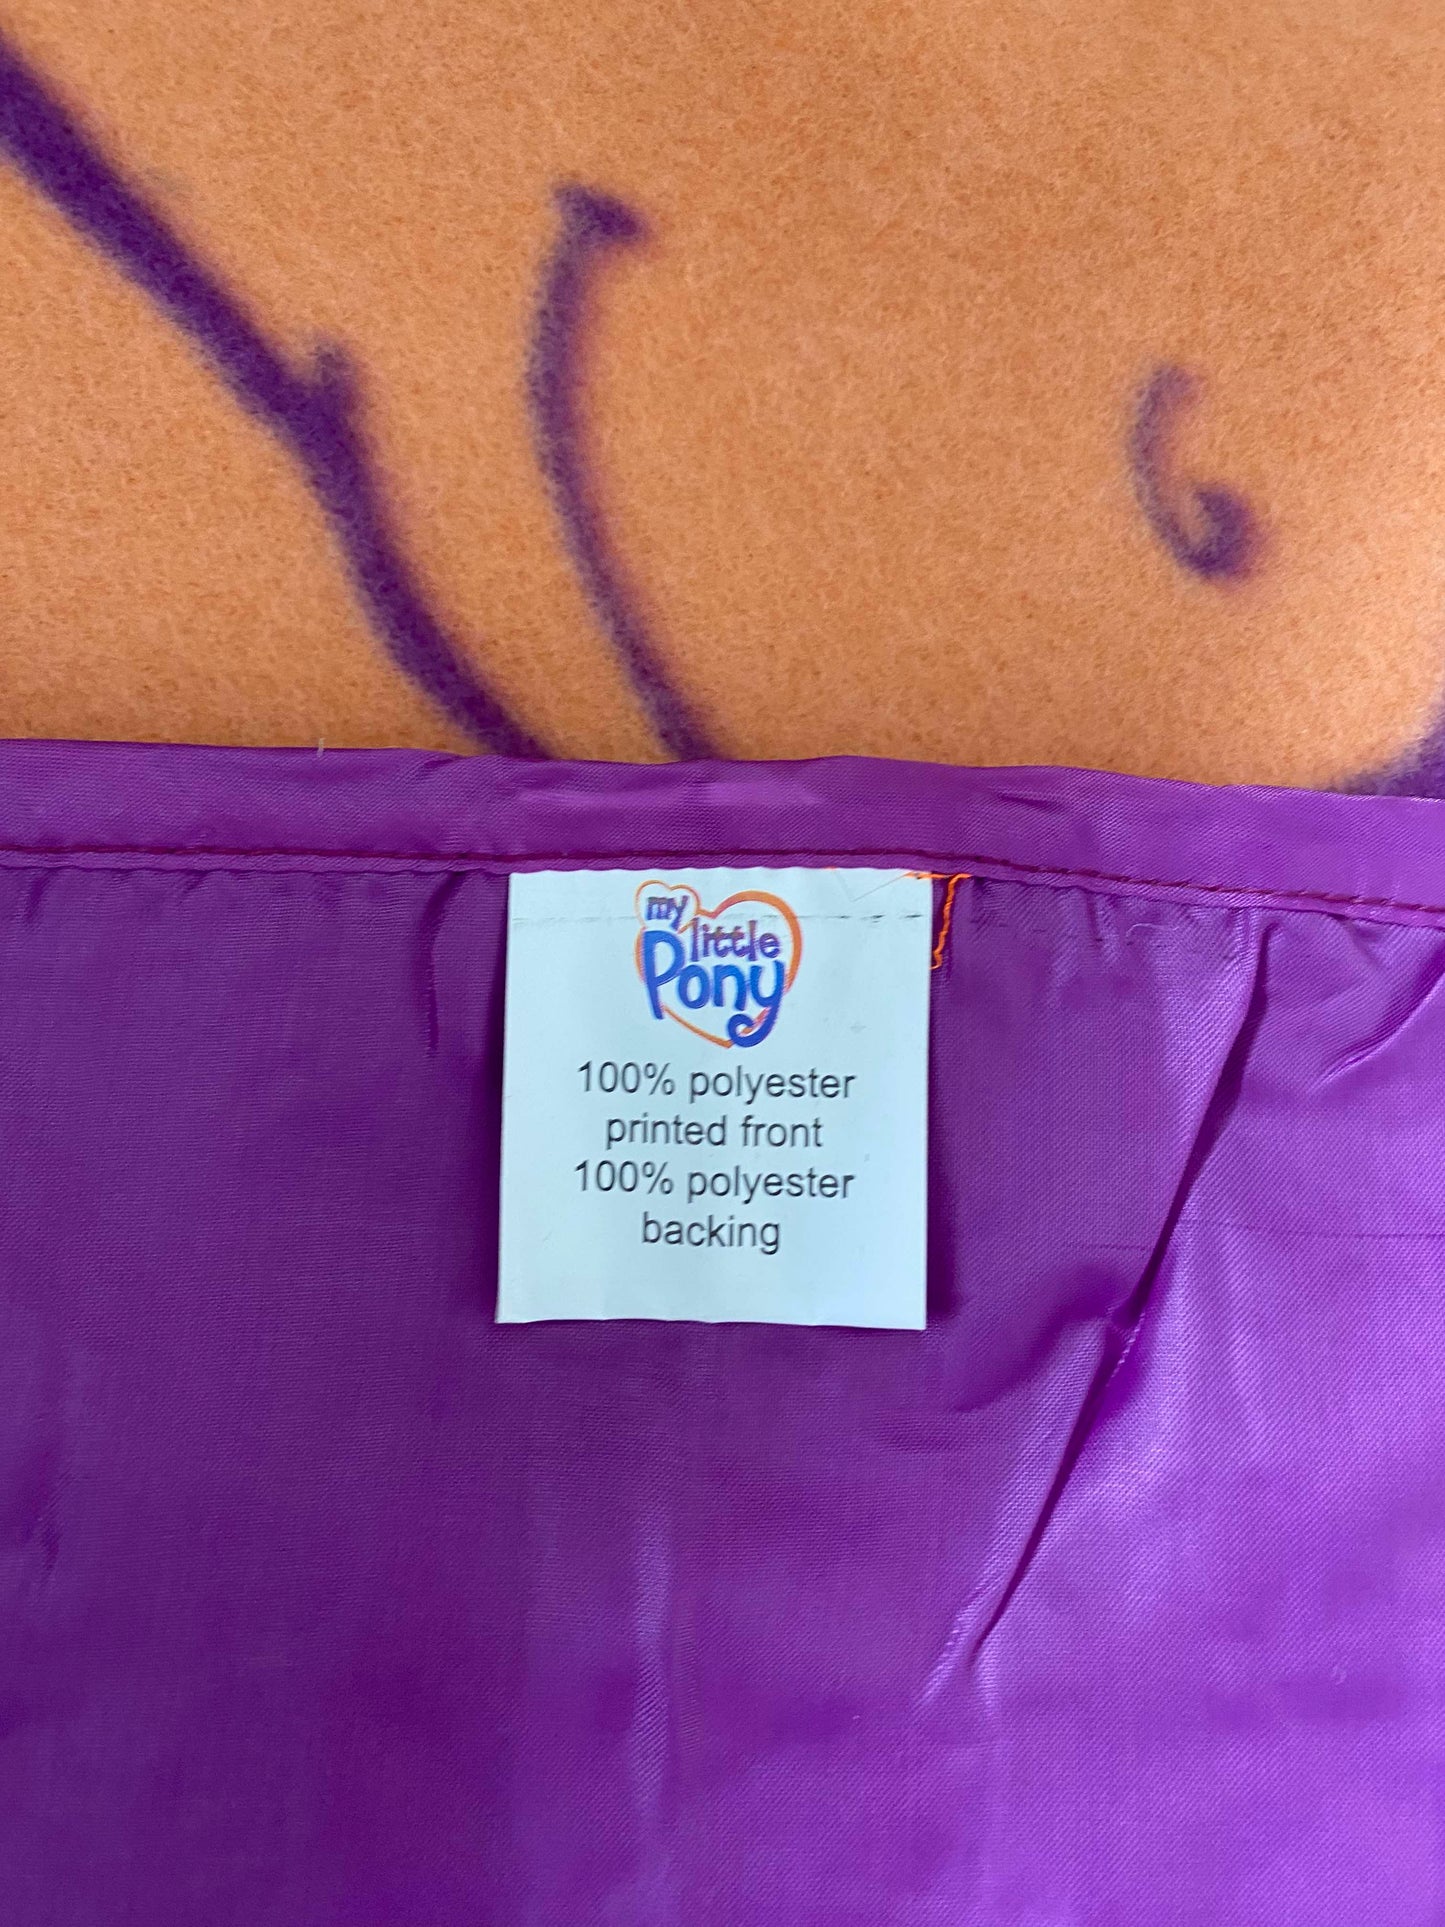 my
little
Pony
100% polyester
printed front
100% polyester
backing